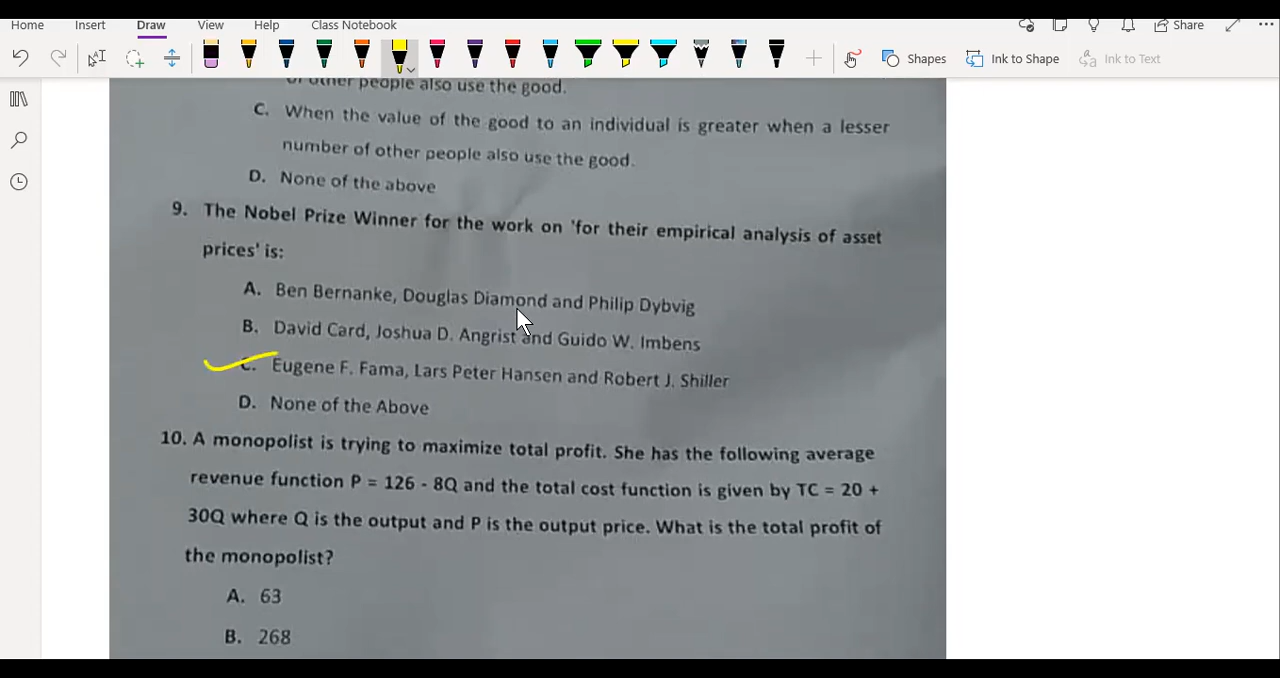 Home Insert Draw View Help Class Notebook Share
Shapes Ink to Shape Ink to Text
of other people also use the good.
C. When the value of the good to an individual is greater when a lesser
number of other people also use the good.
D. None of the above
9. The Nobel Prize Winner for the work on 'for their empirical analysis of asset
prices' is:
A. Ben Bernanke, Douglas Diamond and Philip Dybvig
B. David Card, Joshua D. Angrist and Guido W. Imbens
C. Eugene F. Fama, Lars Peter Hansen and Robert J. Shiller
D. None of the Above
10. A monopolist is trying to maximize total profit. She has the following average
revenue function P = 126 - 8Q and the total cost function is given by TC = 20 +
30Q where Q is the output and P is the output price. What is the total profit of
the monopolist?
A. 63
B. 268